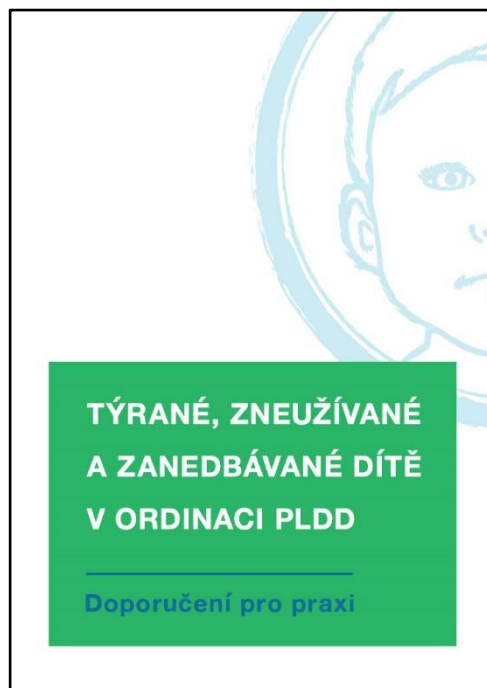 TÝRANÉ, ZNEUŽÍVANÉ
A ZANEDBÁVANÉ DÍTĚ
V ORDINACI PLDD
Doporučení pro praxi